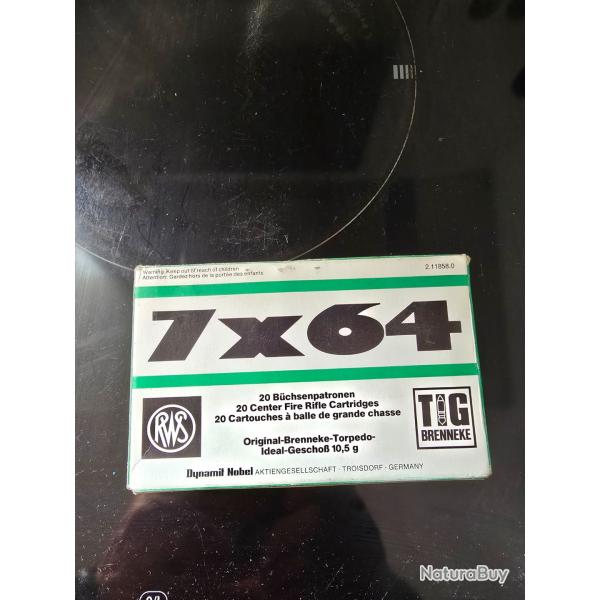 Warning: Keep out of reach of children
Attention: Gardez hors de la portée des enfants
2.11858.0
7x64
20 Büchsenpatronen
20 Center Fire Rifle Cartridges
20 Cartouches à balle de grande chasse
Original-Brenneke-Torpedo-
Ideal-Geschoß 10,5 g
RWS
TIG
BRENNEKE
Dynamit Nobel AKTIENGESELLSCHAFT · TROISDORF · GERMANY
NaturaBuy